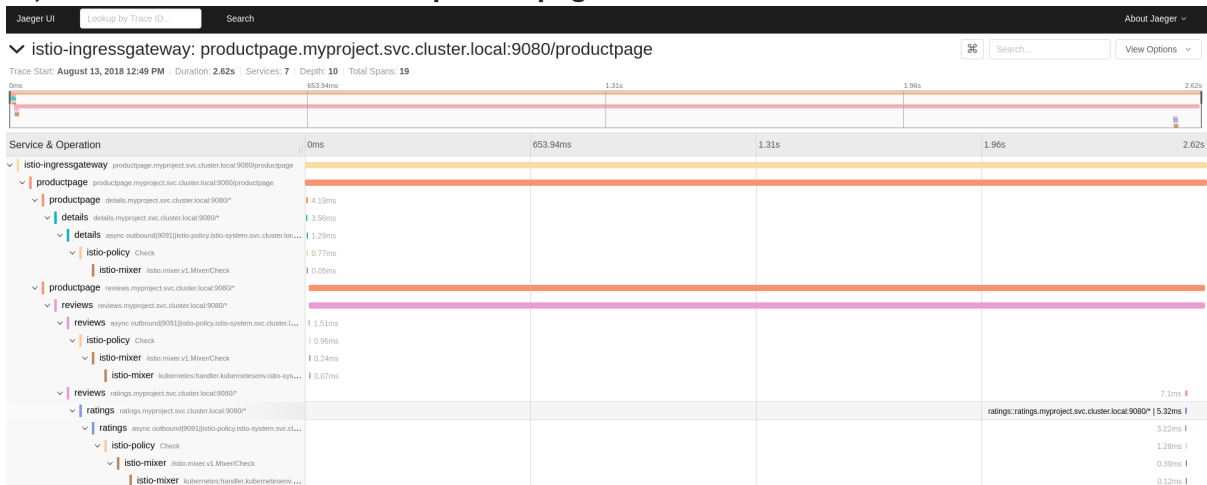 Jaeger UI Lookup by Trace ID... Search About Jaeger
istio-ingressgateway: productpage.myproject.svc.cluster.local:9080/productpage ⌘ Search... View Options
Trace Start: August 13, 2018 12:49 PM | Duration: 2.62s | Services: 7 | Depth: 10 | Total Spans: 19
0ms 653.94ms 1.31s 1.96s 2.62s
Service & Operation 0ms 653.94ms 1.31s 1.96s 2.62s
istio-ingressgateway productpage.myproject.svc.cluster.local:9080/productpage
productpage productpage.myproject.svc.cluster.local:9080/productpage
productpage details.myproject.svc.cluster.local:9080/* 4.19ms
details details.myproject.svc.cluster.local:9080/* 3.56ms
details async outbound|9091||istio-policy.istio-system.svc.cluster.loc... 1.29ms
istio-policy Check 0.77ms
istio-mixer /istio.mixer.v1.Mixer/Check 0.05ms
productpage reviews.myproject.svc.cluster.local:9080/*
reviews reviews.myproject.svc.cluster.local:9080/*
reviews async outbound|9091||istio-policy.istio-system.svc.cluster.l... 1.51ms
istio-policy Check 0.96ms
istio-mixer /istio.mixer.v1.Mixer/Check 0.24ms
istio-mixer kubernetes:handler.kubernetesenv.istio-sys... 0.07ms
reviews ratings.myproject.svc.cluster.local:9080/* 7.1ms
ratings ratings.myproject.svc.cluster.local:9080/* ratings::ratings.myproject.svc.cluster.local:9080/* | 5.32ms
ratings async outbound|9091||istio-policy.istio-system.svc.cl... 3.22ms
istio-policy Check 1.28ms
istio-mixer /istio.mixer.v1.Mixer/Check 0.39ms
istio-mixer kubernetes:handler.kubernetesenv.... 0.12ms